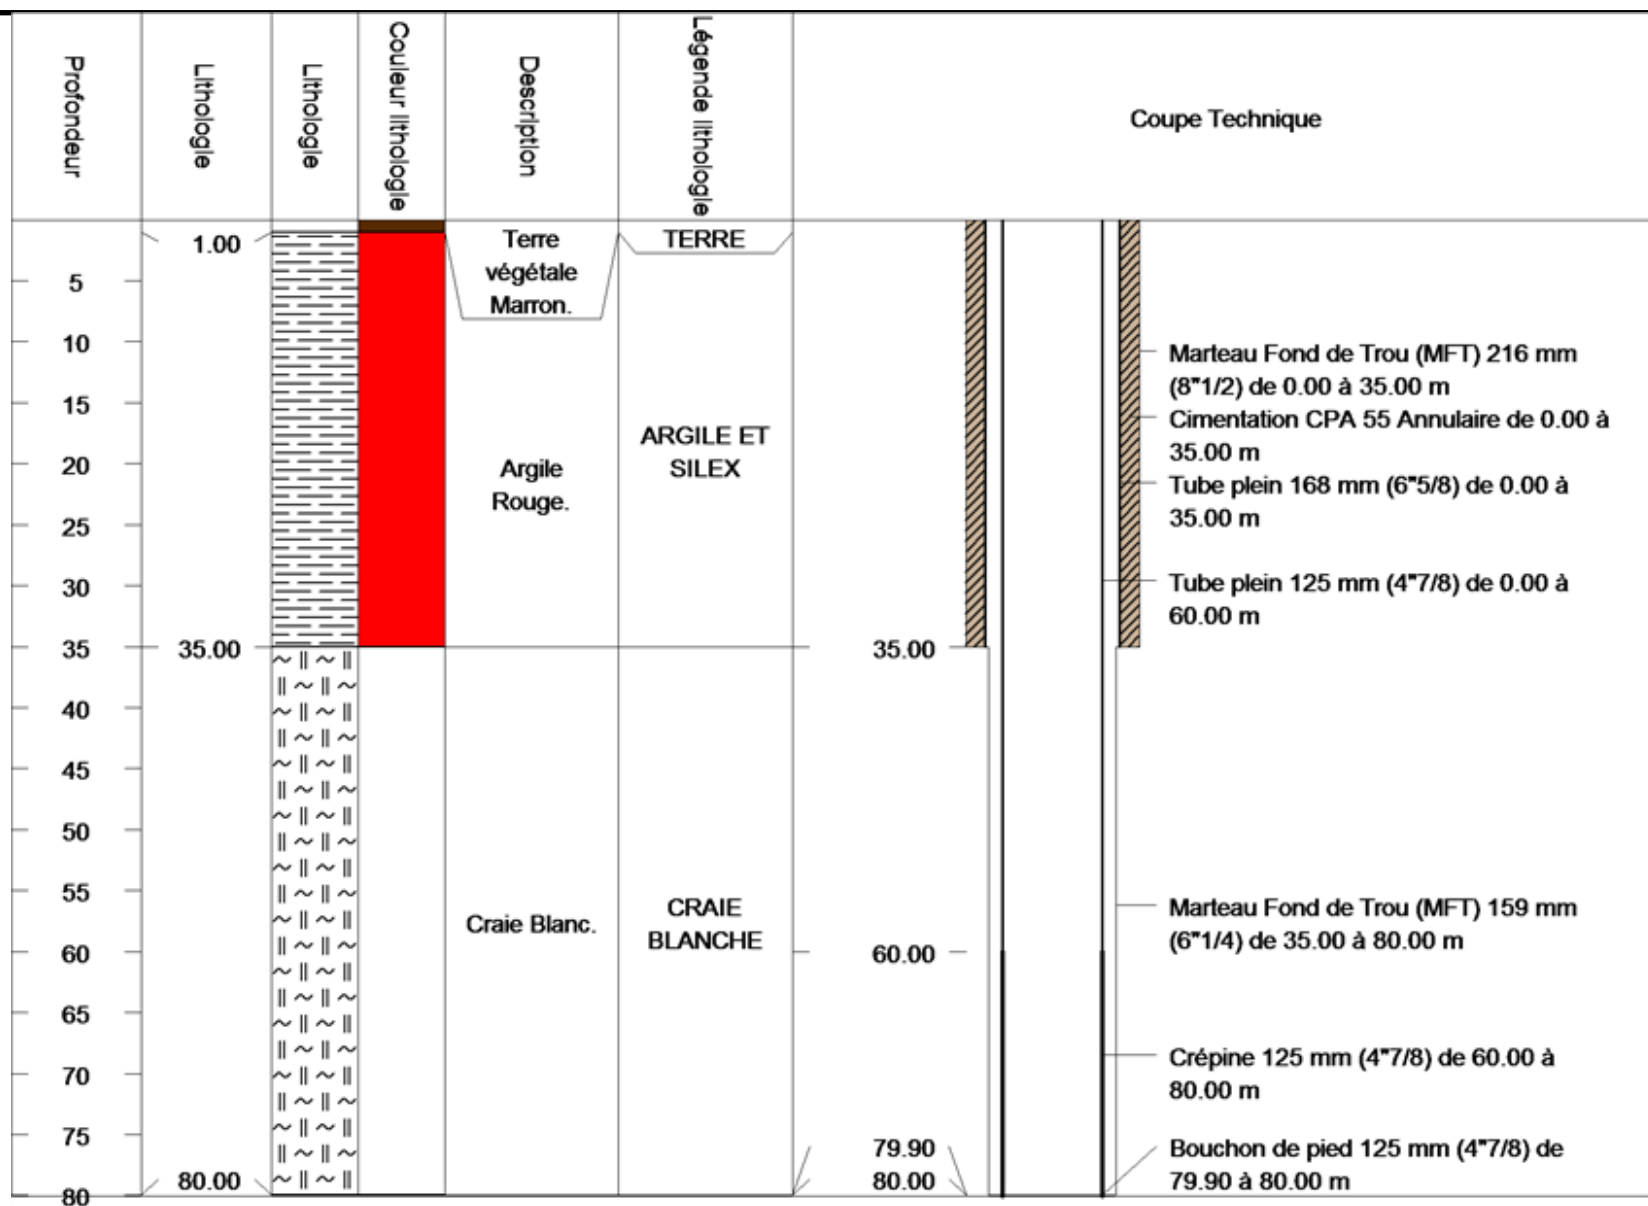 Profondeur
Lithologie
Lithologie
Couleur lithologie
Description
Légende lithologie
Coupe Technique
1.00
Terre
végétale
Marron.
TERRE
5
10
15
20
25
30
35
40
45
50
55
60
65
70
75
80
35.00
80.00
Argile
Rouge.
Craie Blanc.
ARGILE ET
SILEX
CRAIE
BLANCHE
35.00
60.00
79.90
80.00
Marteau Fond de Trou (MFT) 216 mm
(8"1/2) de 0.00 à 35.00 m
Cimentation CPA 55 Annulaire de 0.00 à
35.00 m
Tube plein 168 mm (6"5/8) de 0.00 à
35.00 m
Tube plein 125 mm (4"7/8) de 0.00 à
60.00 m
Marteau Fond de Trou (MFT) 159 mm
(6"1/4) de 35.00 à 80.00 m
Crépine 125 mm (4"7/8) de 60.00 à
80.00 m
Bouchon de pied 125 mm (4"7/8) de
79.90 à 80.00 m